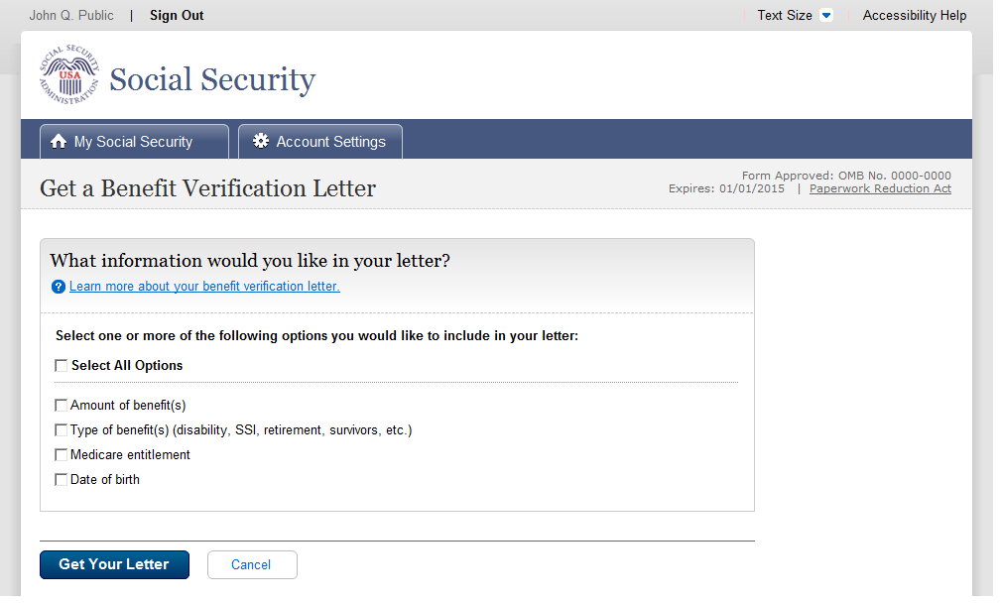 John Q. Public | Sign Out Text Size Accessibility Help
SOCIAL SECURITY ADMINISTRATION
USA
Social Security
My Social Security Account Settings
Get a Benefit Verification Letter
Form Approved: OMB No. 0000-0000
Expires: 01/01/2015 | Paperwork Reduction Act
What information would you like in your letter?
? Learn more about your benefit verification letter.
Select one or more of the following options you would like to include in your letter:
Select All Options
Amount of benefit(s)
Type of benefit(s) (disability, SSI, retirement, survivors, etc.)
Medicare entitlement
Date of birth
Get Your Letter Cancel